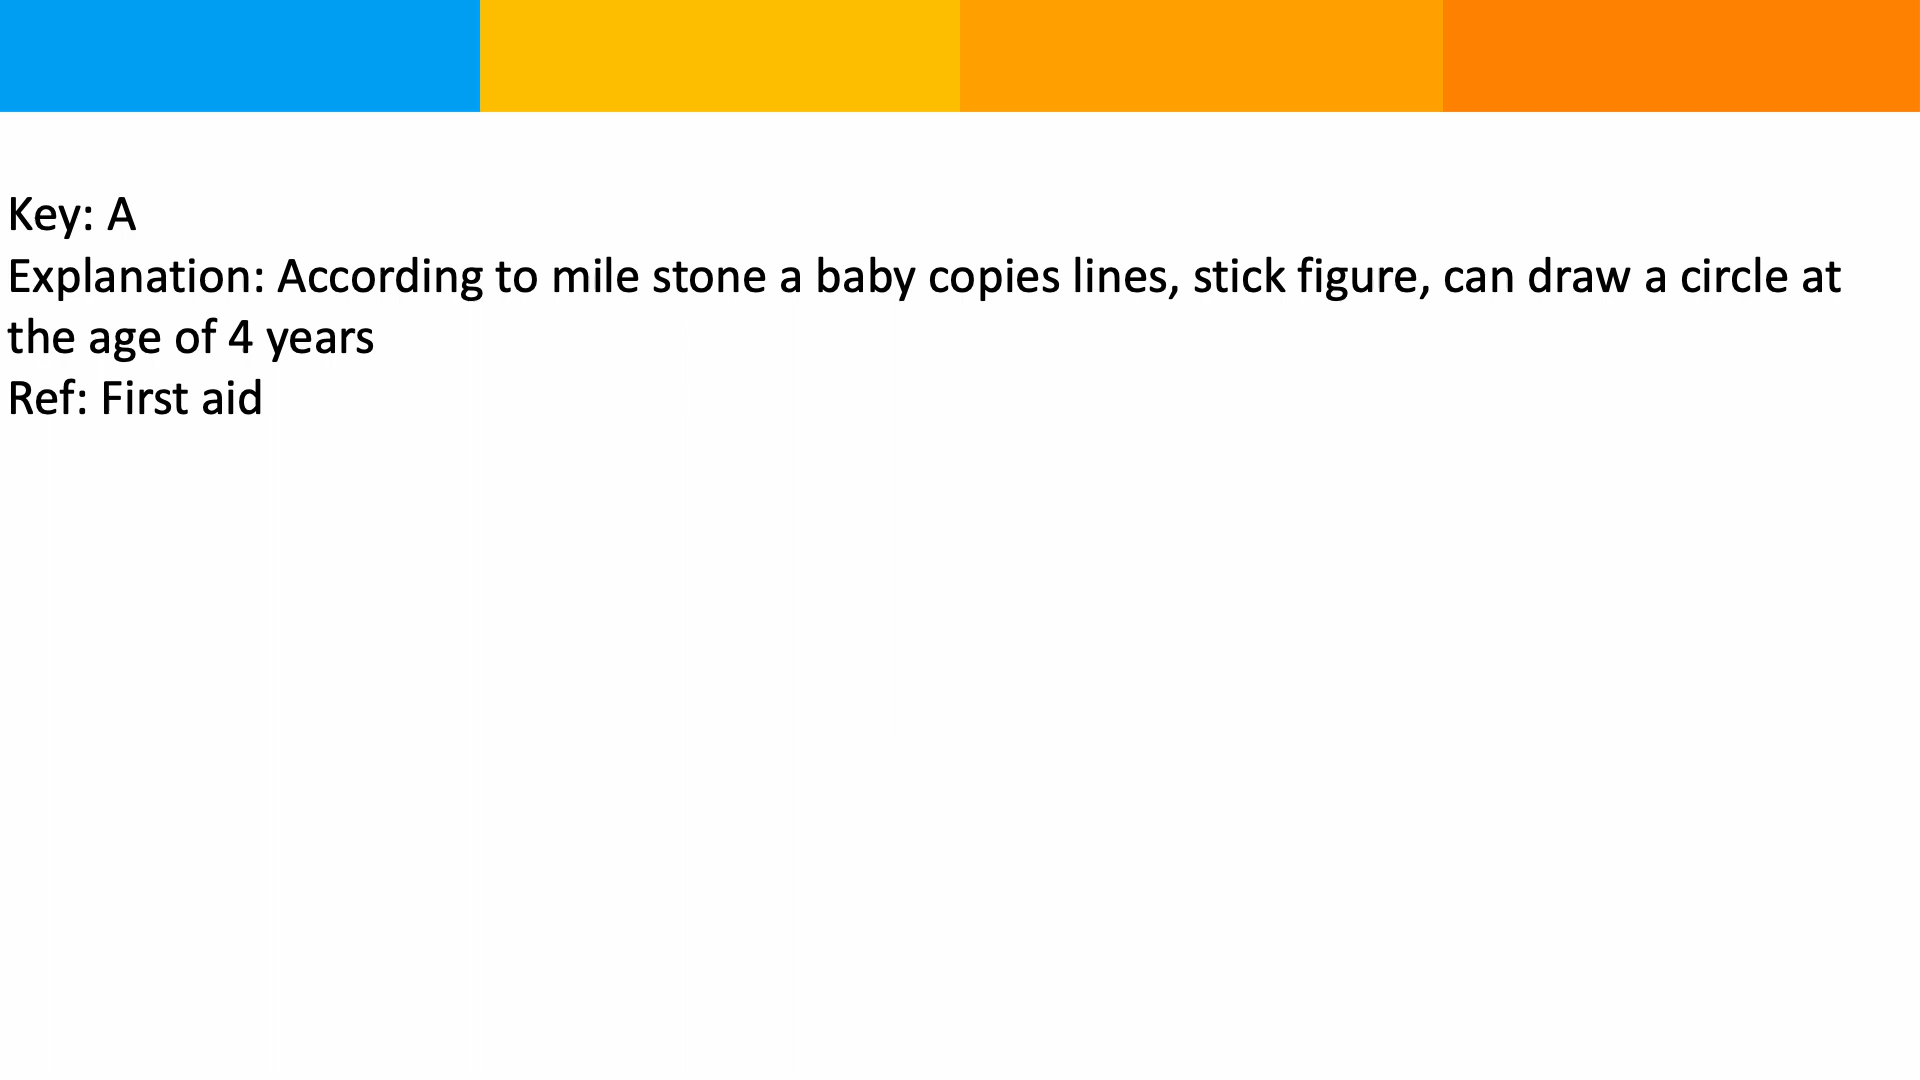 Key: A
Explanation: According to mile stone a baby copies lines, stick figure, can draw a circle at
the age of 4 years
Ref: First aid